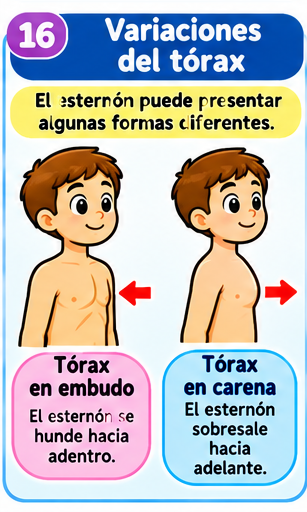 16
Variaciones
del tórax
El esternón puede presentar
algunas formas diferentes.
Tórax
en embudo
El esternón se
hunde hacia
adentro.
Tórax
en carena
El esternón
sobresale
hacia
adelante.